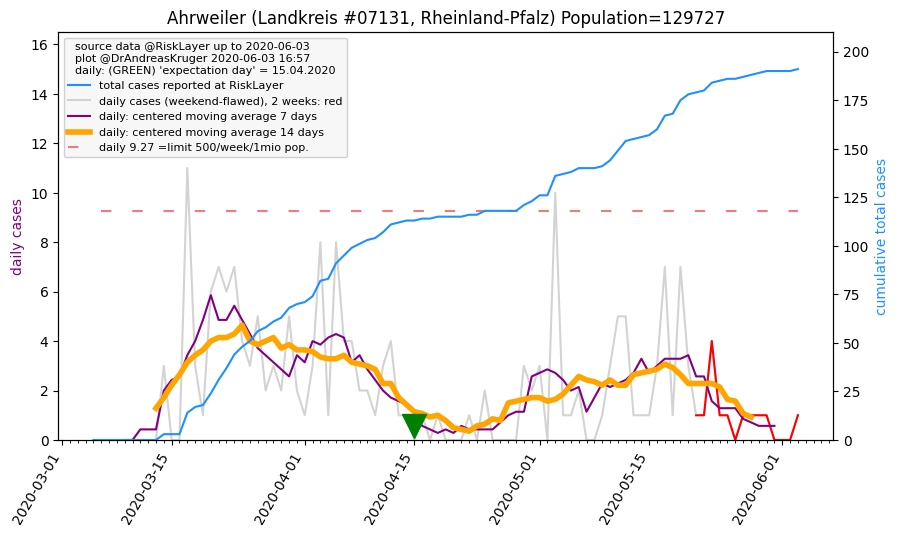 Ahrweiler (Landkreis #07131, Rheinland-Pfalz) Population=129727
source data @RiskLayer up to 2020-06-03
plot @DrAndreasKruger 2020-06-03 16:57
daily: (GREEN) 'expectation day' = 15.04.2020
total cases reported at RiskLayer
daily cases (weekend-flawed), 2 weeks: red
daily: centered moving average 7 days
daily: centered moving average 14 days
daily 9.27 =limit 500/week/1mio pop.
daily cases
16
14
12
10
8
6
4
2
0
cumulative total cases
200
175
150
125
100
75
50
25
0
2020-03-01
2020-03-15
2020-04-01
2020-04-15
2020-05-01
2020-05-15
2020-06-01